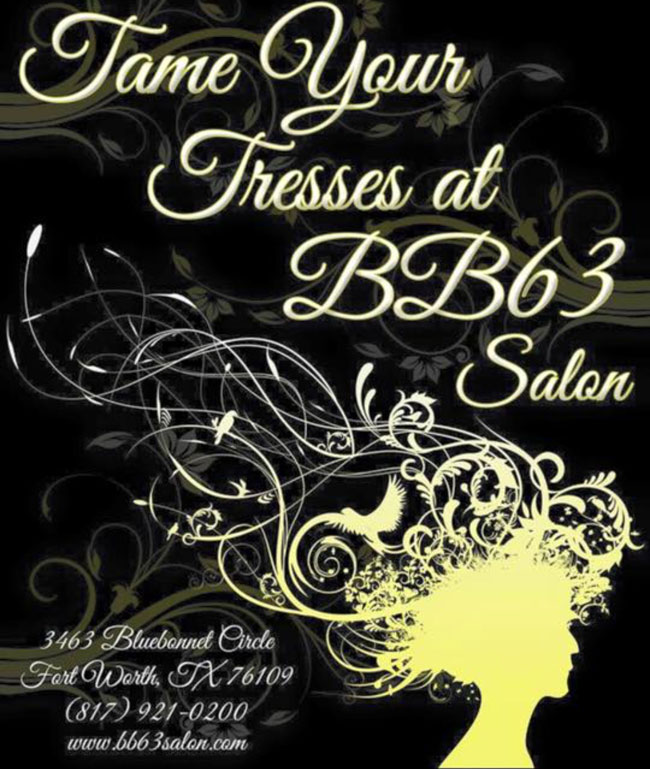 Tame Your
Tresses at
BB63
Salon
3463 Bluebonnet Circle
Fort Worth, TX 76109
(817) 921-0200
www.bb63salon.com